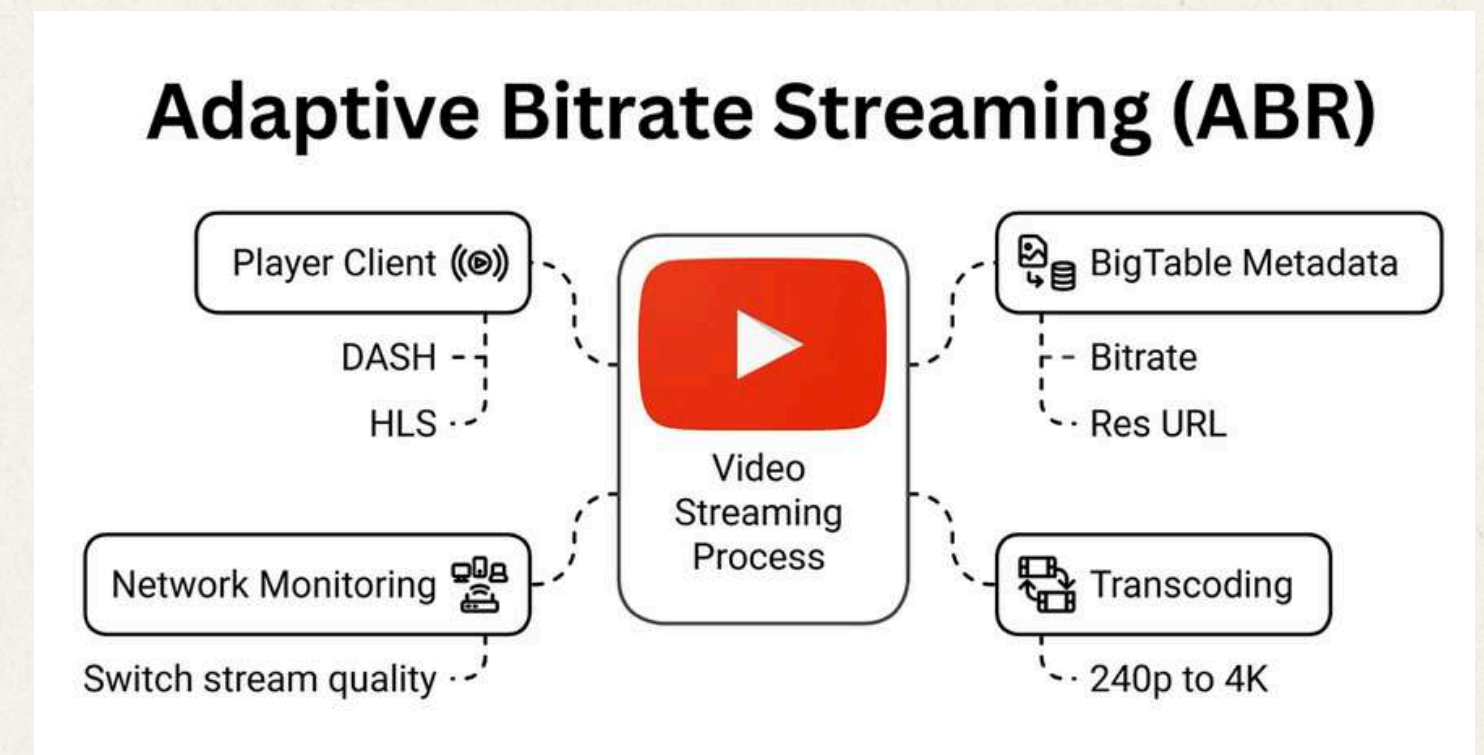 Adaptive Bitrate Streaming (ABR)
Player Client
DASH
HLS
Network Monitoring
Switch stream quality
Video
Streaming
Process
BigTable Metadata
Bitrate
Res URL
Transcoding
240p to 4K